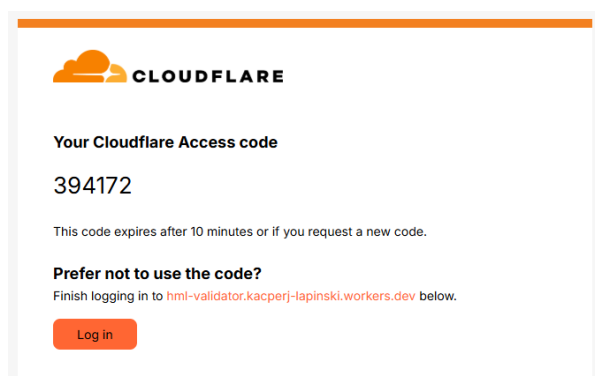 CLOUDFLARE
Your Cloudflare Access code
394172
This code expires after 10 minutes or if you request a new code.
Prefer not to use the code?
Finish logging in to hml-validator.kacperj-lapinski.workers.dev below.
Log in